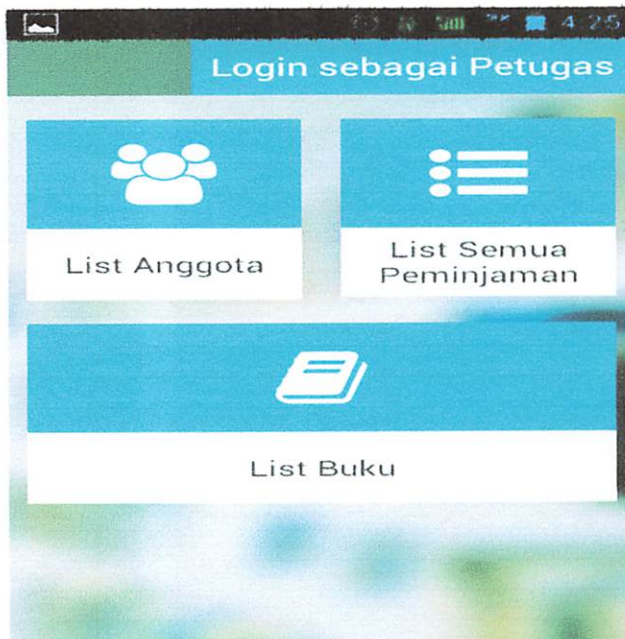 4:25
Login sebagai Petugas
List Anggota
List Semua
Peminjaman
List Buku